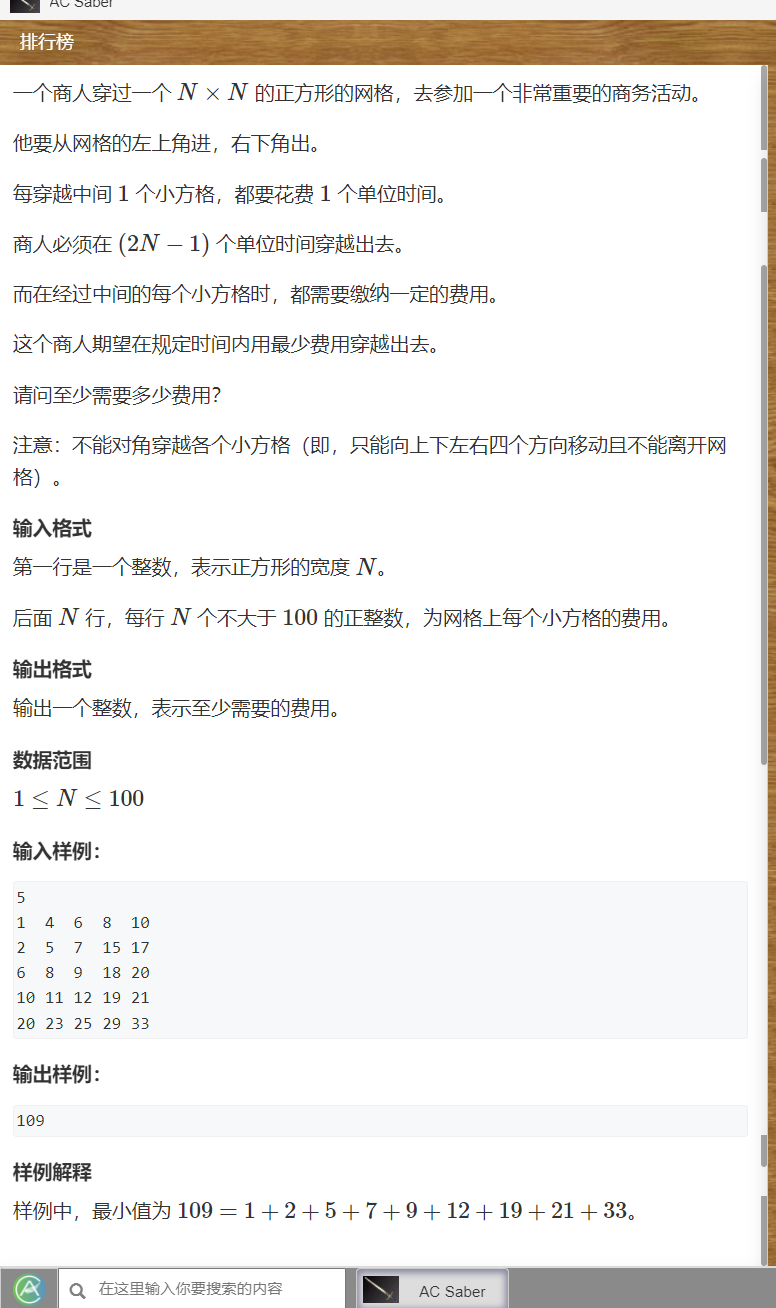 AC Saber
排行榜
一个商人穿过一个 N × N 的正方形的网格，去参加一个非常重要的商务活动。
他要从网格的左上角进，右下角出。
每穿越中间 1 个小方格，都要花费 1 个单位时间。
商人必须在 (2N − 1) 个单位时间穿越出去。
而在经过中间的每个小方格时，都需要缴纳一定的费用。
这个商人期望在规定时间内用最少费用穿越出去。
请问至少需要多少费用？
注意：不能对角穿越各个小方格（即，只能向上下左右四个方向移动且不能离开网
格）。
输入格式
第一行是一个整数，表示正方形的宽度 N。
后面 N 行，每行 N 个不大于 100 的正整数，为网格上每个小方格的费用。
输出格式
输出一个整数，表示至少需要的费用。
数据范围
1 ≤ N ≤ 100
输入样例：
5
1  4  6  8  10
2  5  7  15 17
6  8  9  18 20
10 11 12 19 21
20 23 25 29 33
输出样例：
109
样例解释
样例中，最小值为 109 = 1 + 2 + 5 + 7 + 9 + 12 + 19 + 21 + 33。
在这里输入你要搜索的内容
AC Saber